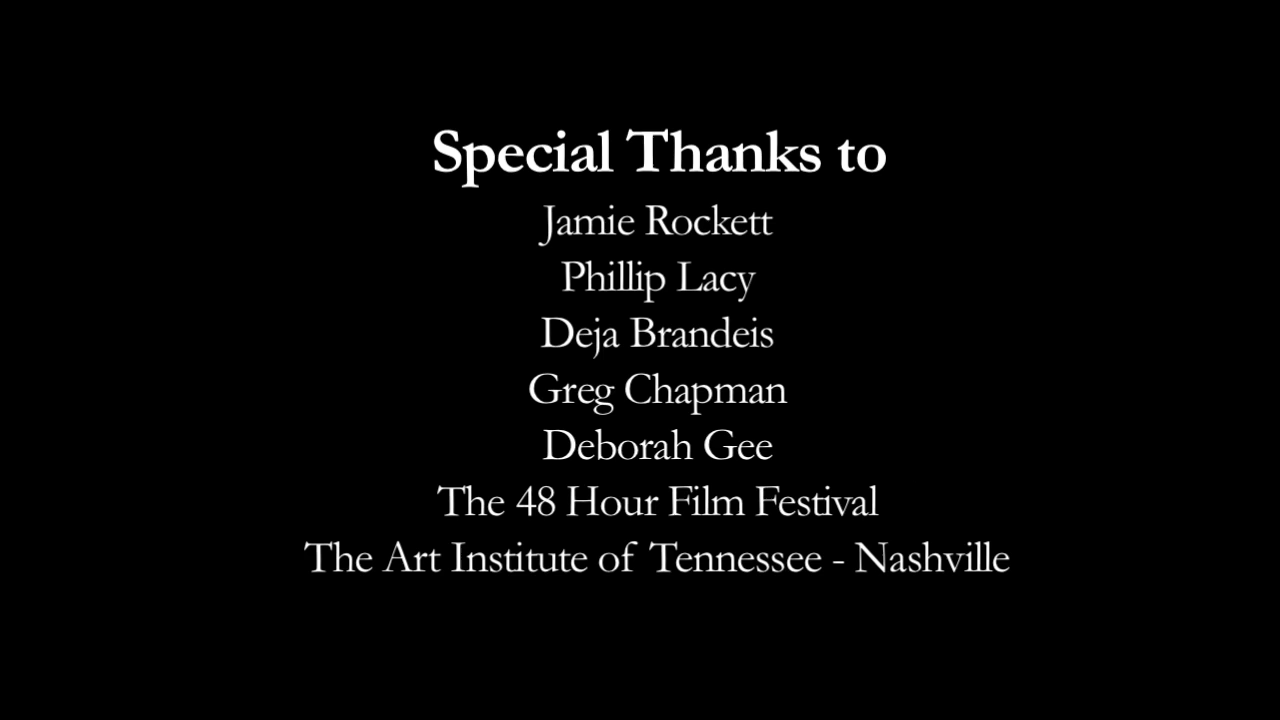 Special Thanks to
Jamie Rockett
Phillip Lacy
Deja Brandeis
Greg Chapman
Deborah Gee
The 48 Hour Film Festival
The Art Institute of Tennessee - Nashville